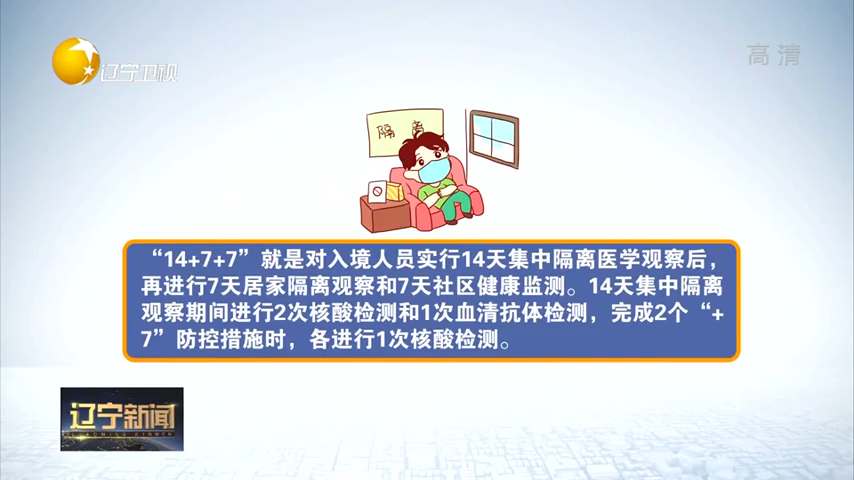 辽宁卫视
高清
隔离
“14+7+7”就是对入境人员实行14天集中隔离医学观察后，
再进行7天居家隔离观察和7天社区健康监测。14天集中隔离
观察期间进行2次核酸检测和1次血清抗体检测，完成2个“+
7”防控措施时，各进行1次核酸检测。
辽宁新闻
LIAONING XINWEN